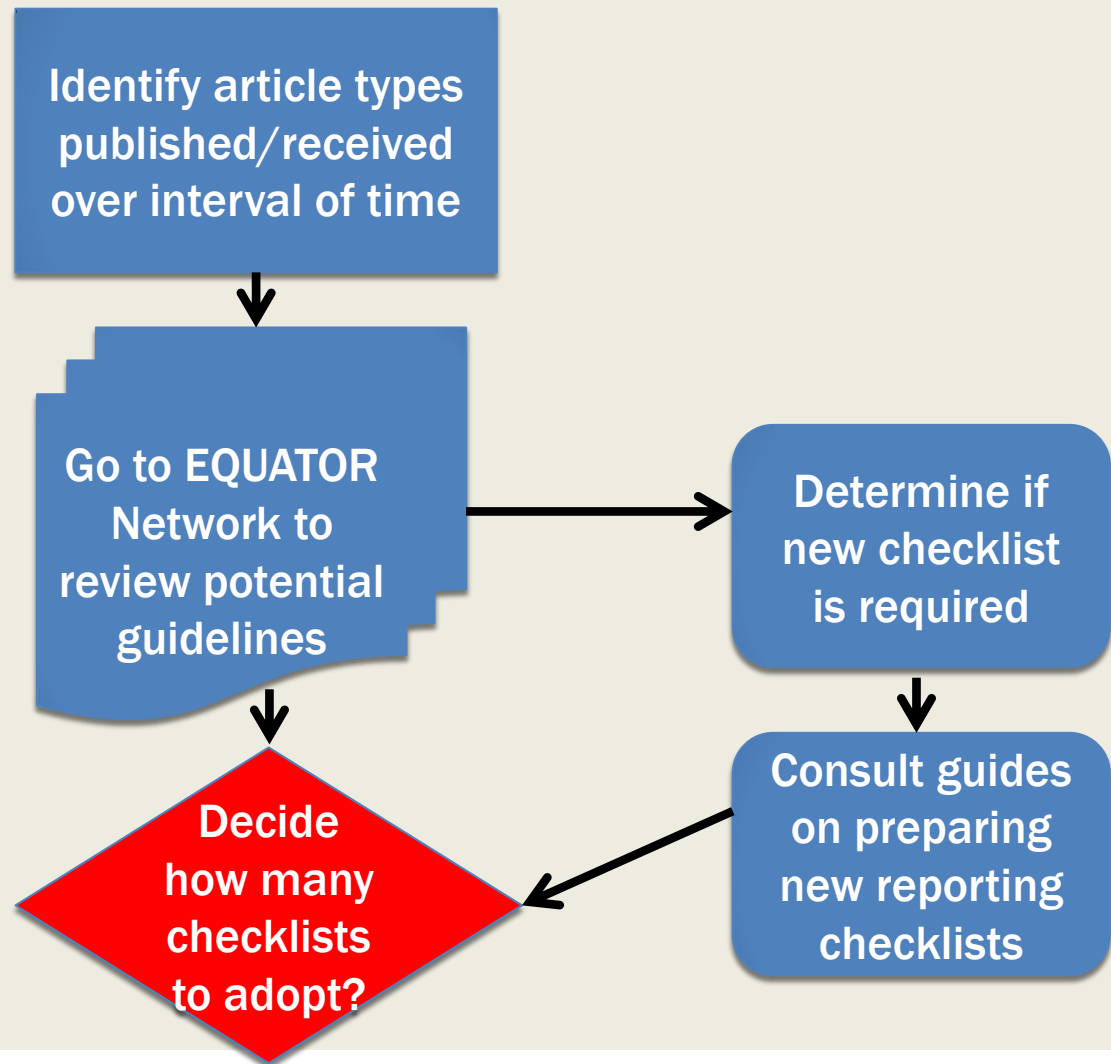 Identify article types
published/received
over interval of time
Go to EQUATOR
Network to
review potential
guidelines
Determine if
new checklist
is required
Consult guides
on preparing
new reporting
checklists
Decide
how many
checklists
to adopt?